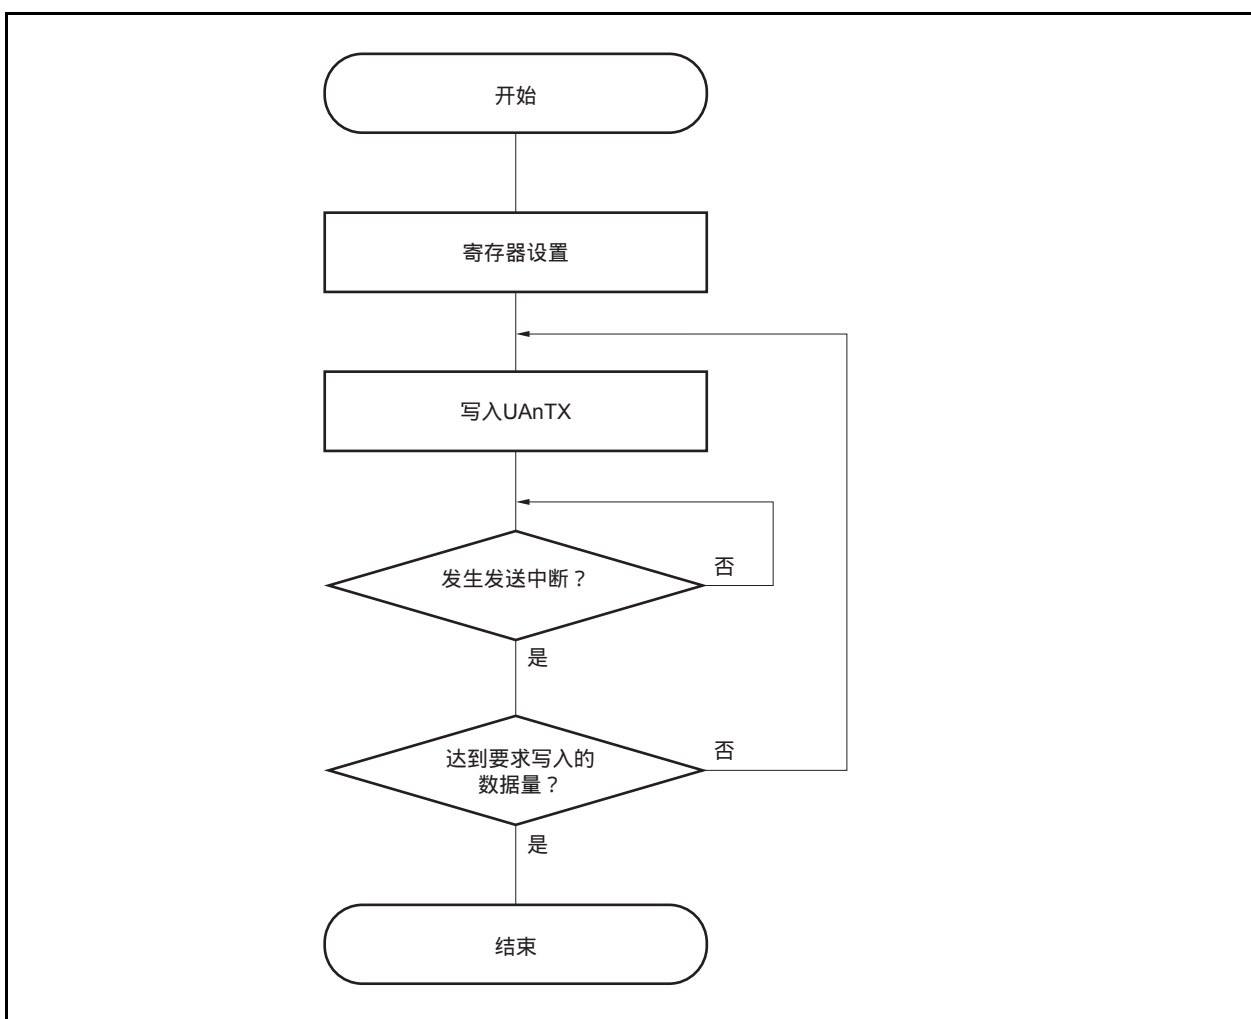 开始
寄存器设置
写入UAnTX
发生发送中断？
否
是
达到要求写入的
数据量？
否
是
结束